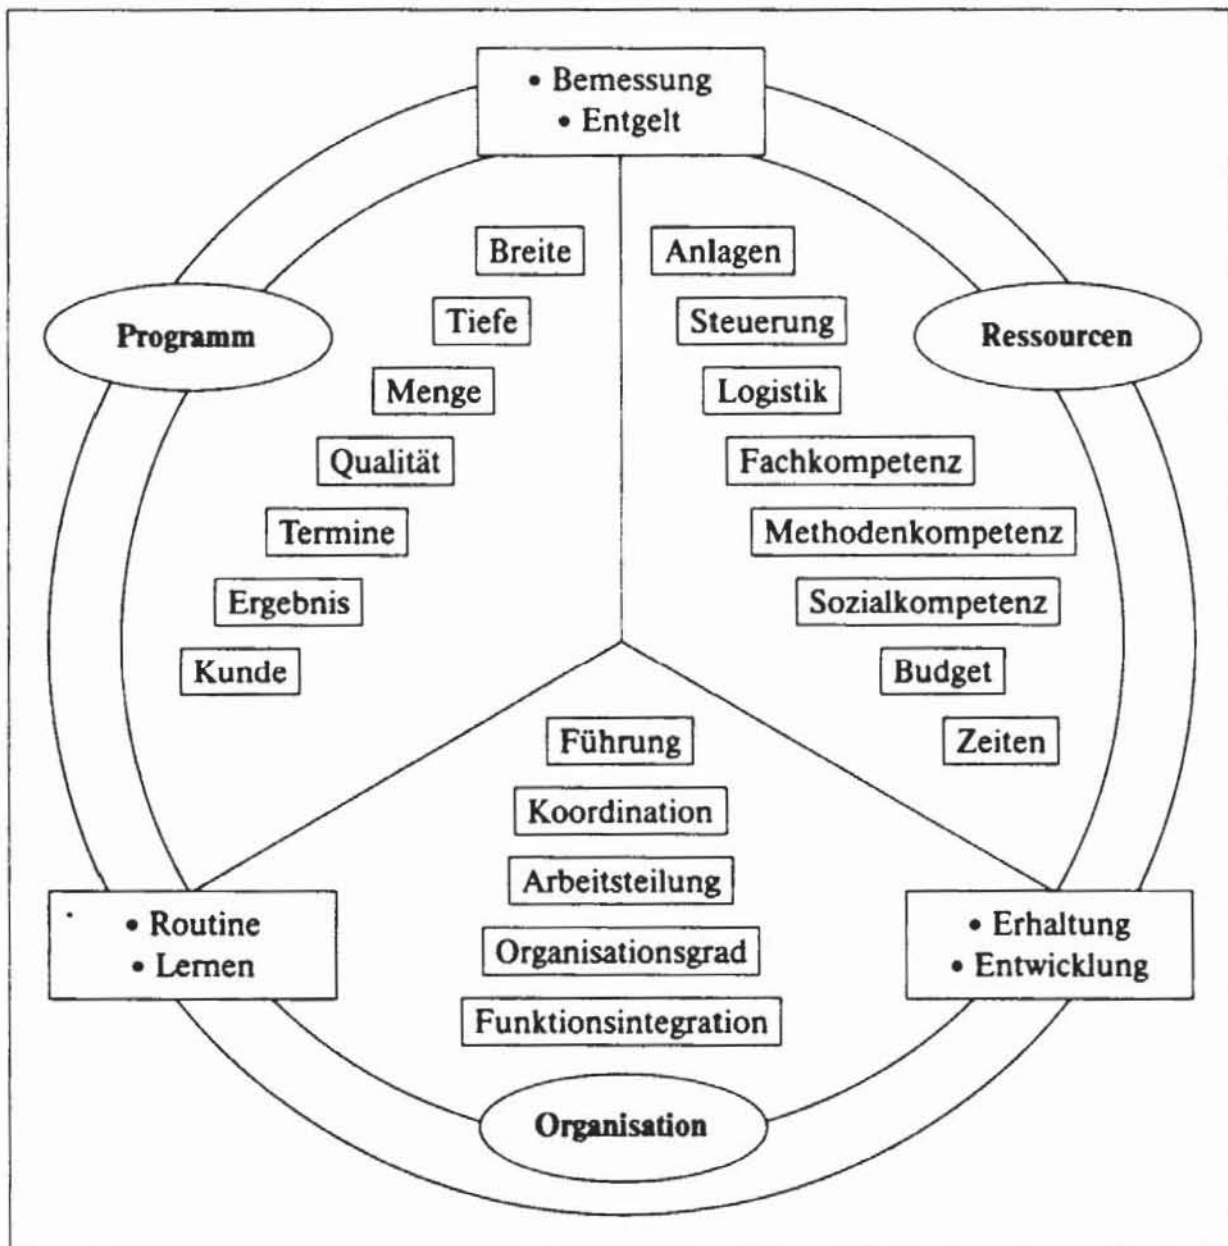 • Bemessung
• Entgelt
Programm
Breite
Tiefe
Menge
Qualität
Termine
Ergebnis
Kunde
Anlagen
Steuerung
Logistik
Fachkompetenz
Methodenkompetenz
Sozialkompetenz
Budget
Zeiten
Ressourcen
Führung
Koordination
Arbeitsteilung
Organisationsgrad
Funktionsintegration
• Routine
• Lernen
• Erhaltung
• Entwicklung
Organisation